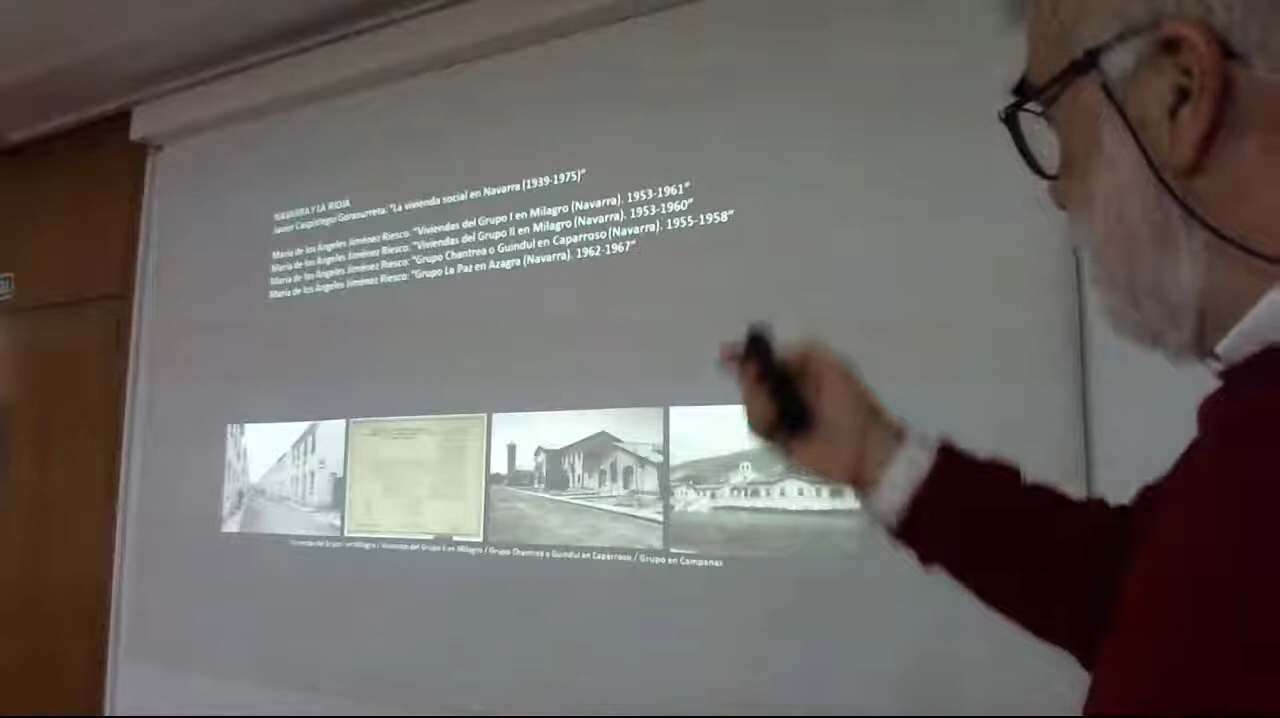 NAVARRA Y LA RIOJA
Javier Caspistegui Gorasurreta: “La vivienda social en Navarra (1939-1975)”
María de los Ángeles Jiménez Riesco: “Viviendas del Grupo I en Milagro (Navarra). 1953-1961”
María de los Ángeles Jiménez Riesco: “Viviendas del Grupo II en Milagro (Navarra). 1953-1960”
María de los Ángeles Jiménez Riesco: “Grupo Chantrea o Guindul en Caparroso (Navarra). 1955-1958”
María de los Ángeles Jiménez Riesco: “Grupo La Paz en Azagra (Navarra). 1962-1967”
Viviendas del Grupo I en Milagro / Viviendas del Grupo II en Milagro / Grupo Chantrea o Guindul en Caparroso / Grupo en Campanas